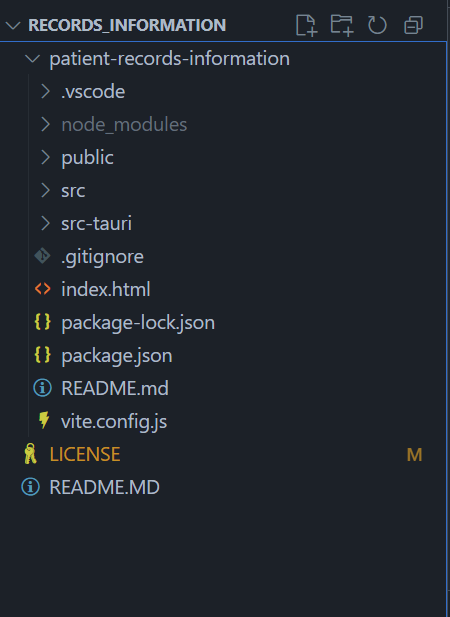 RECORDS_INFORMATION
patient-records-information
.vscode
node_modules
public
src
src-tauri
.gitignore
index.html
package-lock.json
package.json
README.md
vite.config.js
LICENSE M
README.MD